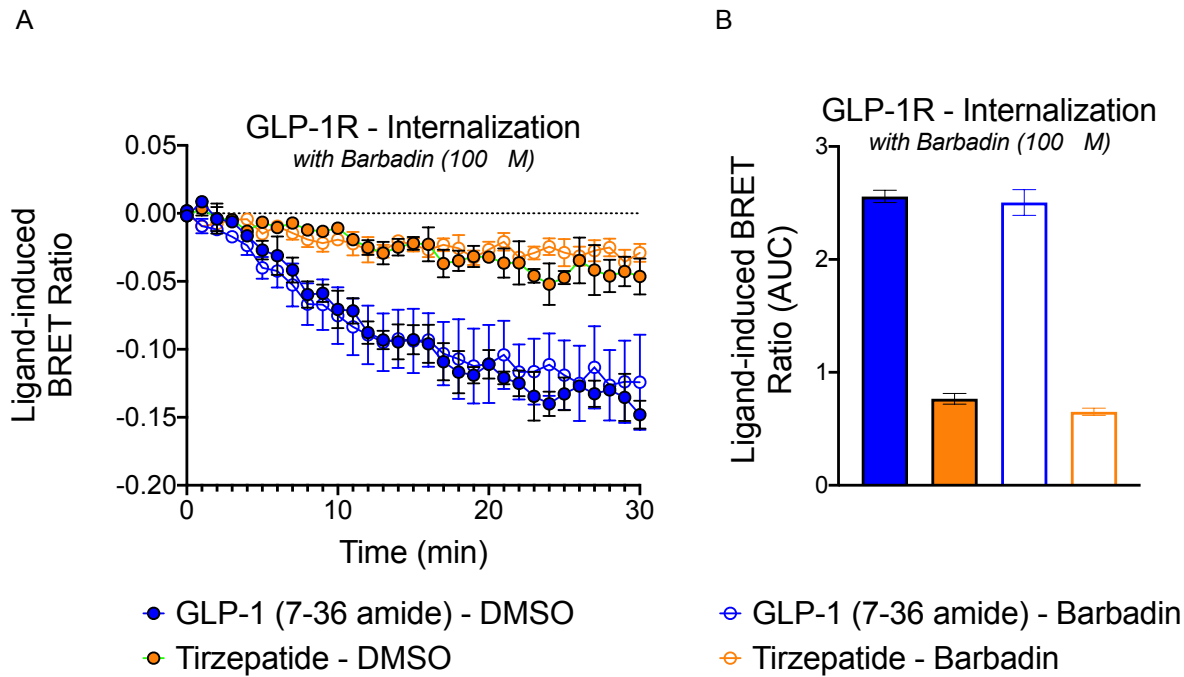 A
B
GLP-1R - Internalization
with Barbadin (100 M)
0.05
0.00
-0.05
-0.10
-0.15
-0.20
Ligand-induced
BRET Ratio
0
10
20
30
Time (min)
GLP-1R - Internalization
with Barbadin (100 M)
3
2
1
0
Ligand-induced BRET
Ratio (AUC)
GLP-1 (7-36 amide) - DMSO
GLP-1 (7-36 amide) - Barbadin
Tirzepatide - DMSO
Tirzepatide - Barbadin